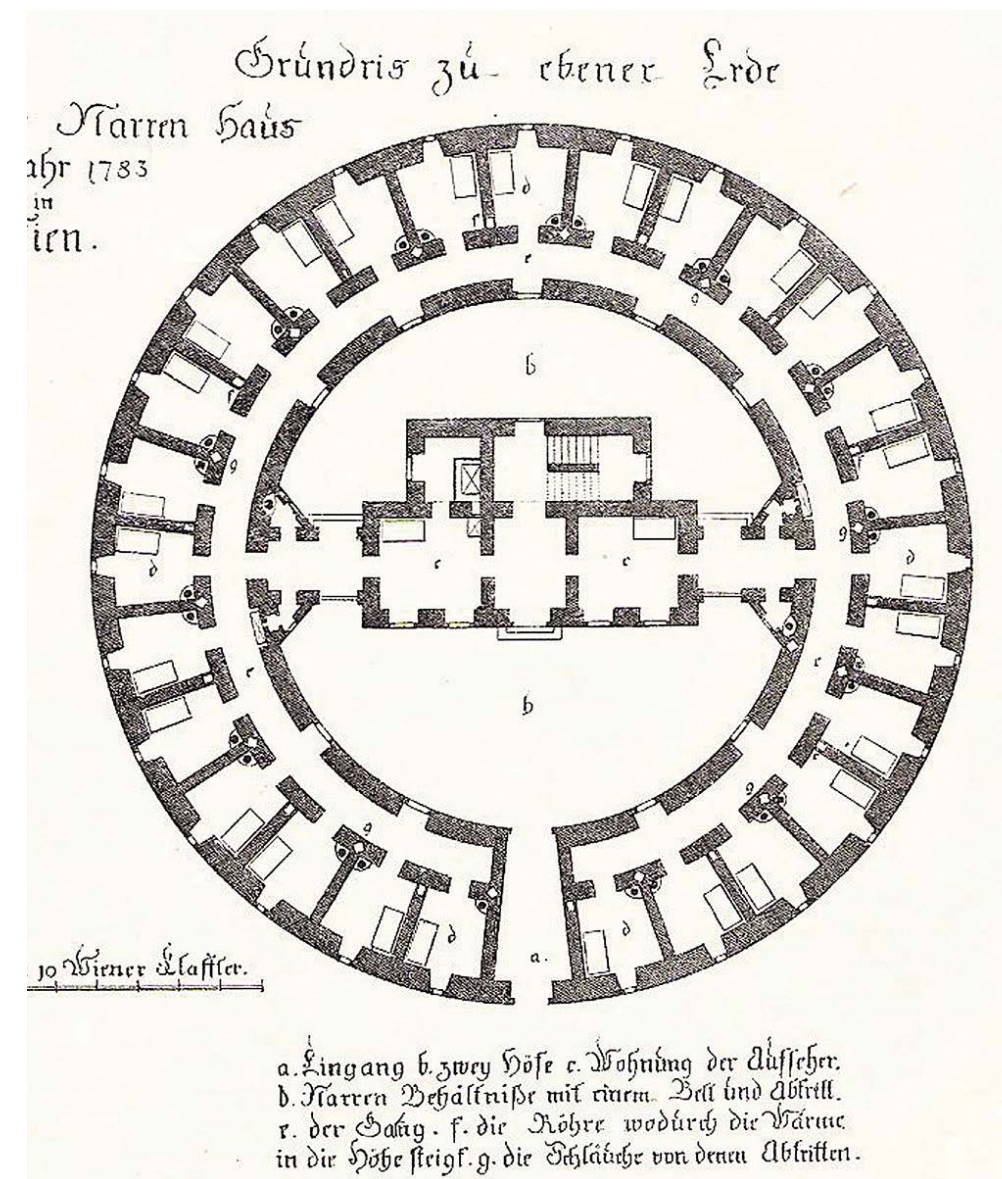 Grundris zu ebener Erde
Narren Haus
ahr 1783
in
ien.
d
f
d
e
g
b
f
g
g
d
c
c
d
e
e
b
g
g
d
d
a.
10 Wiener Klaffter.
a. Eingang b. zwey Höfe c. Wohnung der Aufseher.
d. Narren Behältniße mit einem Bett und Abtritt.
e. der Gang. f. die Röhre wodurch die Wärme
in die Höhe steigt. g. die Schläuche von denen Abtritten.